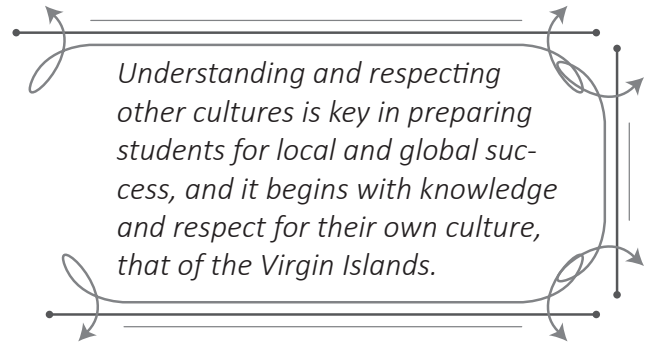 Understanding and respecting
other cultures is key in preparing
students for local and global suc-
cess, and it begins with knowledge
and respect for their own culture,
that of the Virgin Islands.